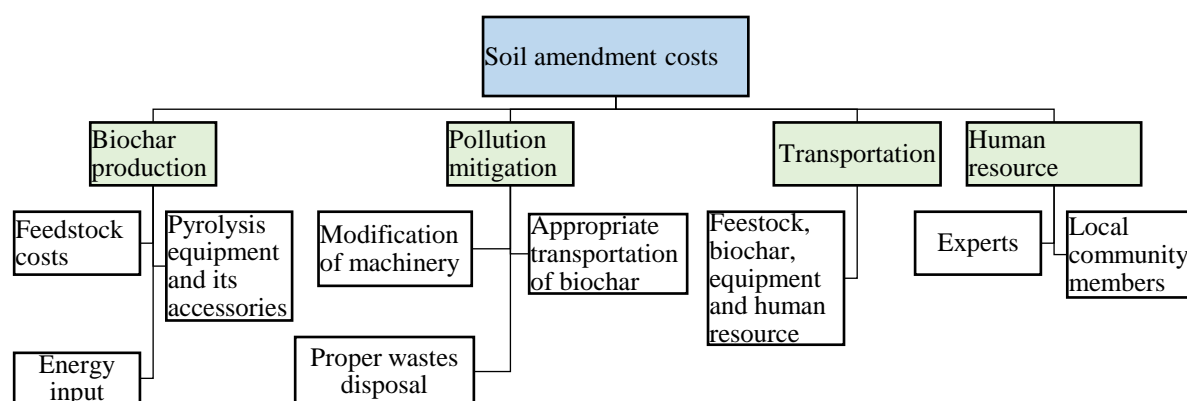 Soil amendment costs
Biochar
production
Pollution
mitigation
Transportation
Human
resource
Feedstock
costs
Pyrolysis
equipment
and its
accessories
Energy
input
Modification
of machinery
Appropriate
transportation
of biochar
Proper wastes
disposal
Feestock,
biochar,
equipment
and human
resource
Experts
Local
community
members